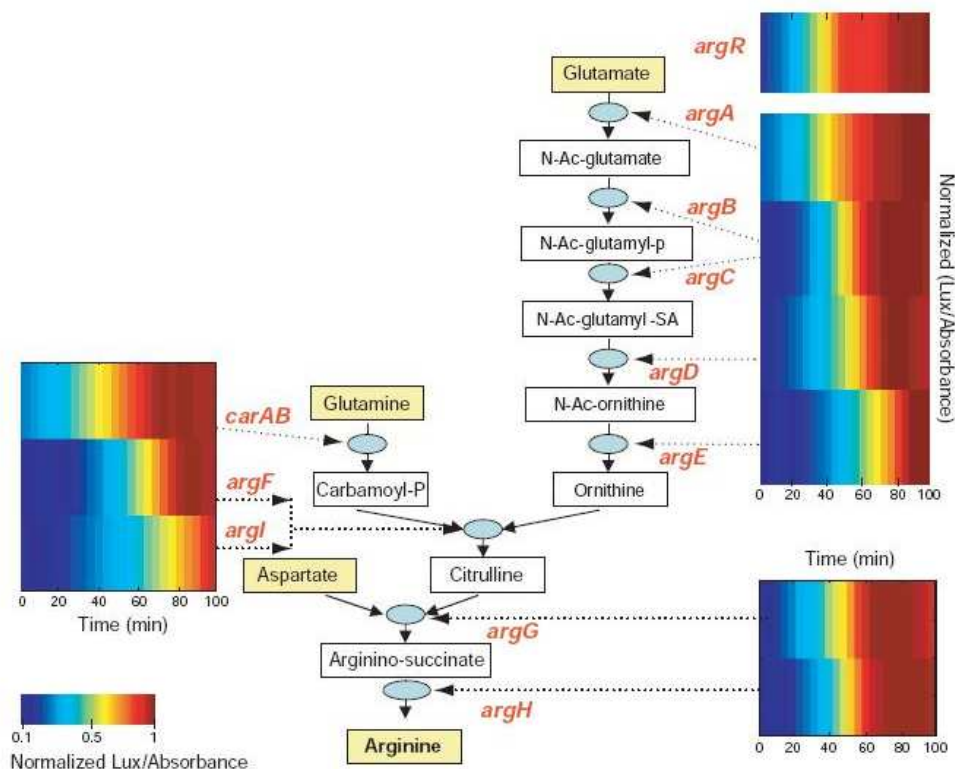 argR
Glutamate
argA
N-Ac-glutamate
argB
N-Ac-glutamyl-p
argC
N-Ac-glutamyl -SA
argD
N-Ac-ornithine
argE
Ornithine
Normalized (Lux/Absorbance)
0 20 40 60 80 100
Time (min)
carAB
Glutamine
Carbamoyl-P
argF
argI
0 20 40 60 80 100
Time (min)
Aspartate
Citrulline
argG
Arginino-succinate
argH
Arginine
0 20 40 60 80 100
0.1 0.5 1
Normalized Lux/Absorbance